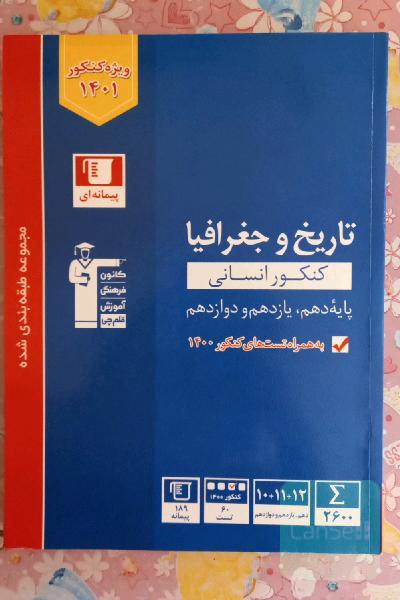 ویژه کنکور
۱۴۰۱
پیمانه‌ای
کانون
فرهنگی
آموزش
قلم‌چی
مجموعه طبقه‌بندی شده
تاریخ و جغرافیا
کنکور انسانی
پایهٔ دهم، یازدهم و دوازدهم
به همراه تست‌های کنکور ۱۴۰۰
۱۸۹
پیمانه
کنکور ۱۴۰۰
۶۰
تست
۱۰+۱۱+۱۲
دهم، یازدهم و دوازدهم
Σ
۲۶۰۰